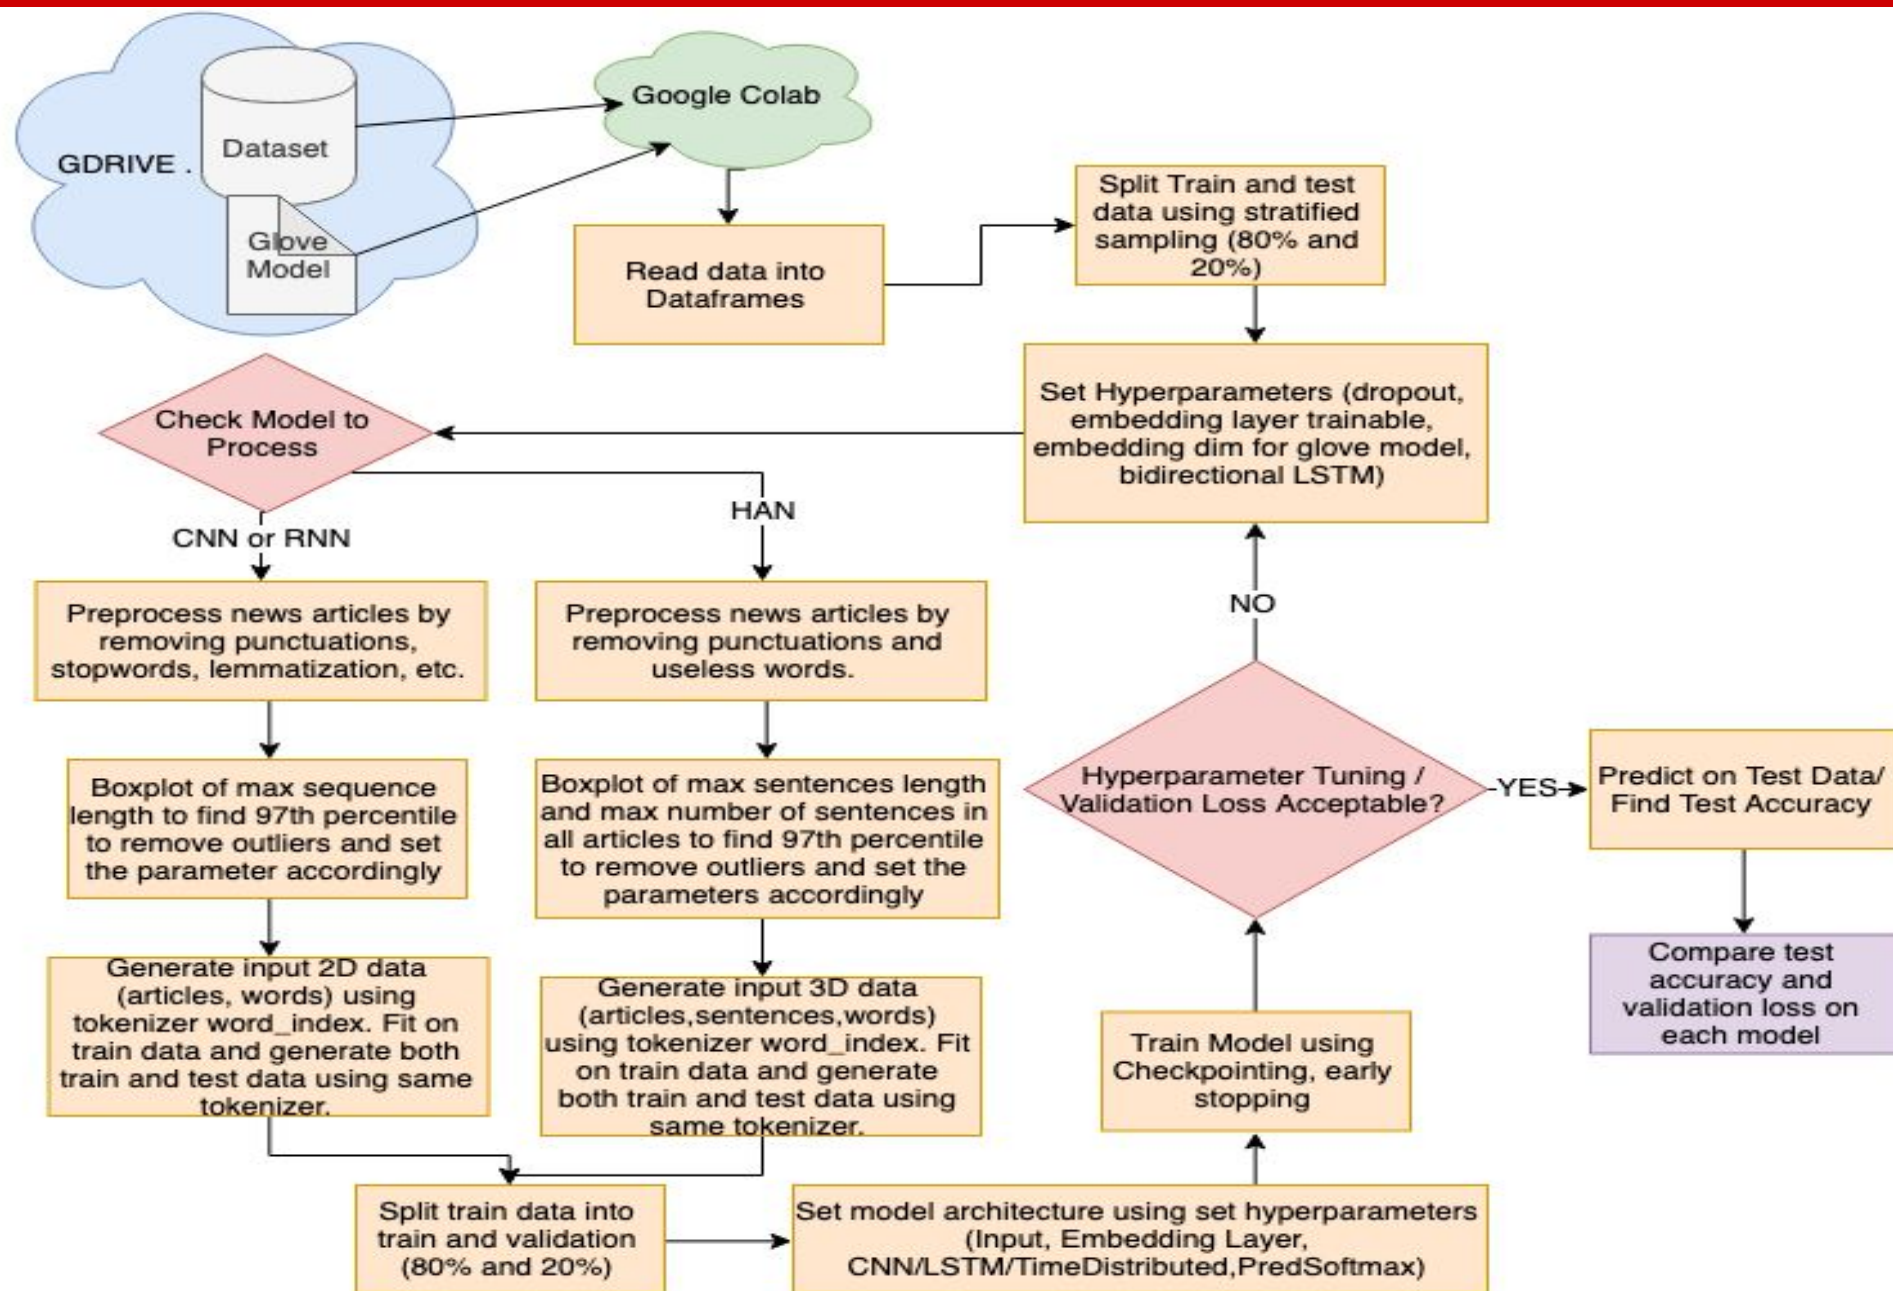 GDRIVE .
Dataset
Glove
Model
Google Colab
Read data into
Dataframes
Split Train and test
data using stratified
sampling (80% and
20%)
Set Hyperparameters (dropout,
embedding layer trainable,
embedding dim for glove model,
bidirectional LSTM)
Check Model to
Process
CNN or RNN
HAN
Preprocess news articles by
removing punctuations,
stopwords, lemmatization, etc.
Preprocess news articles by
removing punctuations and
useless words.
Boxplot of max sequence
length to find 97th percentile
to remove outliers and set
the parameter accordingly
Boxplot of max sentences length
and max number of sentences in
all articles to find 97th percentile
to remove outliers and set the
parameters accordingly
Generate input 2D data
(articles, words) using
tokenizer word_index. Fit on
train data and generate both
train and test data using same
tokenizer.
Generate input 3D data
(articles,sentences,words)
using tokenizer word_index. Fit
on train data and generate
both train and test data using
same tokenizer.
Split train data into
train and validation
(80% and 20%)
Set model architecture using set hyperparameters
(Input, Embedding Layer,
CNN/LSTM/TimeDistributed,PredSoftmax)
Train Model using
Checkpointing, early
stopping
Hyperparameter Tuning /
Validation Loss Acceptable?
NO
YES
Predict on Test Data/
Find Test Accuracy
Compare test
accuracy and
validation loss on
each model